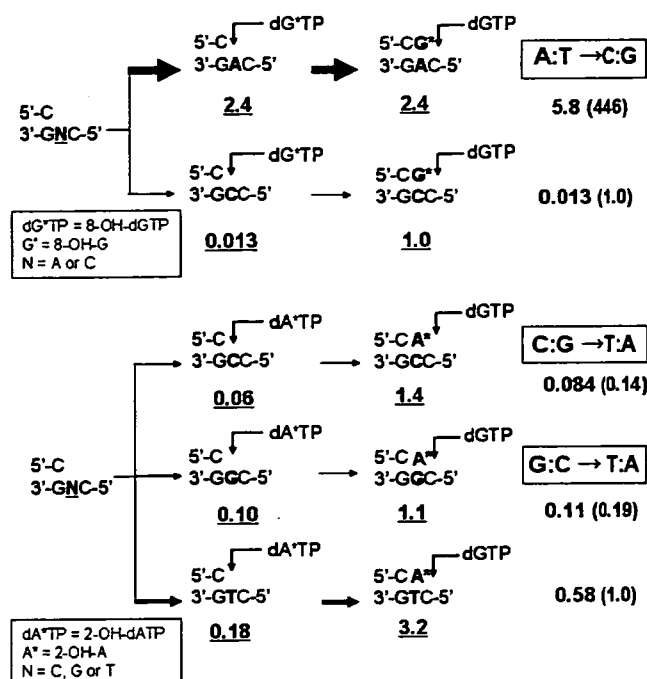 dG*TP dGTP
5'-C 5'-CG* A:T →C:G
3'-GAC-5' 3'-GAC-5'
2.4 2.4 5.8 (446)
5'-C
3'-GNC-5'
dG*TP dGTP
5'-C 5'-CG*
3'-GCC-5' 3'-GCC-5' 0.013 (1.0)
0.013 1.0
dG*TP = 8-OH-dGTP
G* = 8-OH-G
N = A or C
dA*TP dGTP
5'-C 5'-C A* C:G →T:A
3'-GCC-5' 3'-GCC-5'
0.06 1.4 0.084 (0.14)
dA*TP dGTP
5'-C 5'-C A* G:C →T:A
3'-GGC-5' 3'-GGC-5'
0.10 1.1 0.11 (0.19)
5'-C
3'-GNC-5'
dA*TP dGTP
5'-C 5'-CA*
3'-GTC-5' 3'-GTC-5' 0.58 (1.0)
0.18 3.2
dA*TP = 2-OH-dATP
A* = 2-OH-A
N = C, G or T